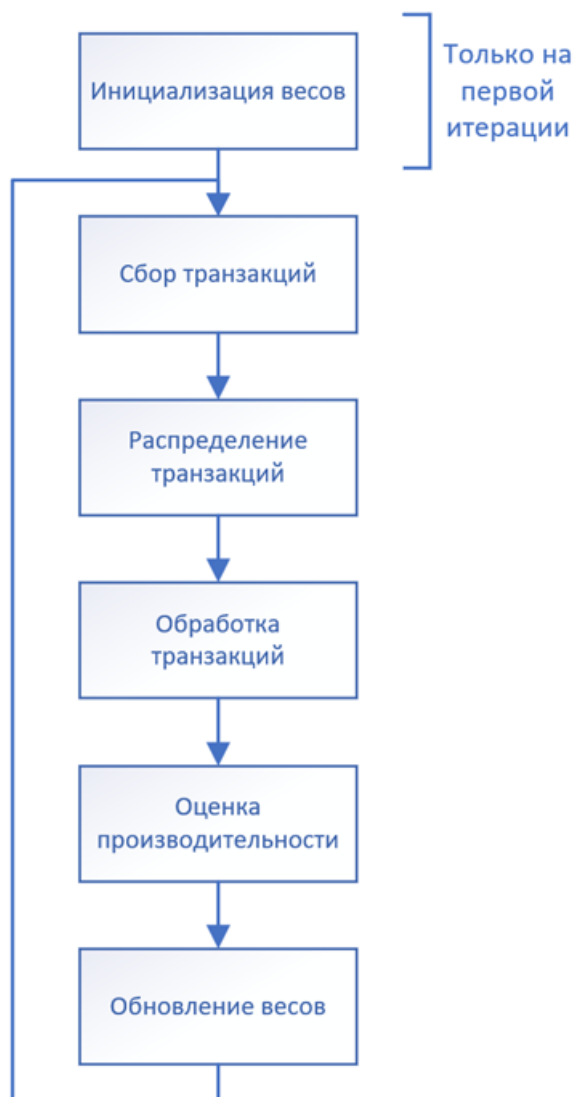 Инициализация весов
Только на
первой
итерации
Сбор транзакций
Распределение
транзакций
Обработка
транзакций
Оценка
производительности
Обновление весов